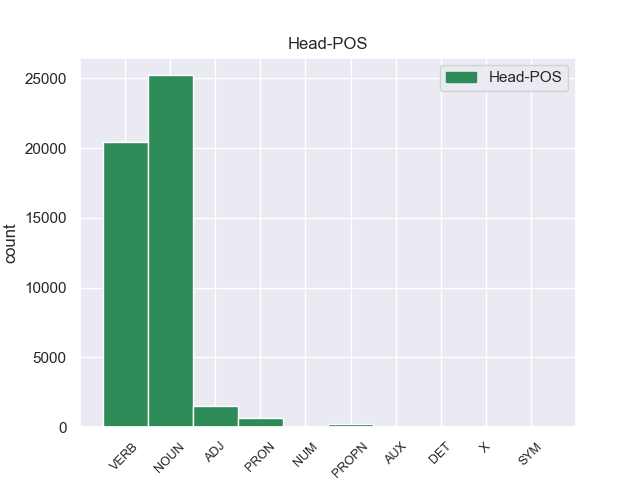 Head-POS
Head-POS
25000
20000
15000
10000
5000
0
count
VERB
NOUN
ADJ
PRON
NUM
PROPN
AUX
DET
X
SYM